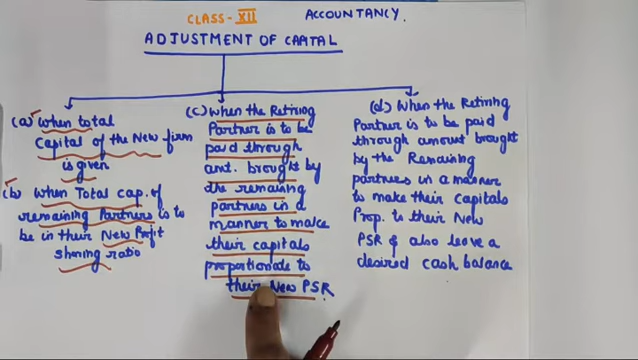 CLASS-XII
ACCOUNTANCY.
ADJUSTMENT OF CAPITAL
(a) When total
Capital of the New firm
is given
(b) When Total cap. of
remaining Partners is to
be in their New Profit
sharing ratio
(c) When the Retiring
Partner is to be
paid through
amt. brought by
the remaining
partners in a
manner to make
their capitals
proportionate to
their New PSR.
(d) When the Retiring
Partner is to be paid
through amount brought
by the Remaining
partners in a manner
to make their capitals
Prop. to their New
PSR & also leave a
desired cash balance